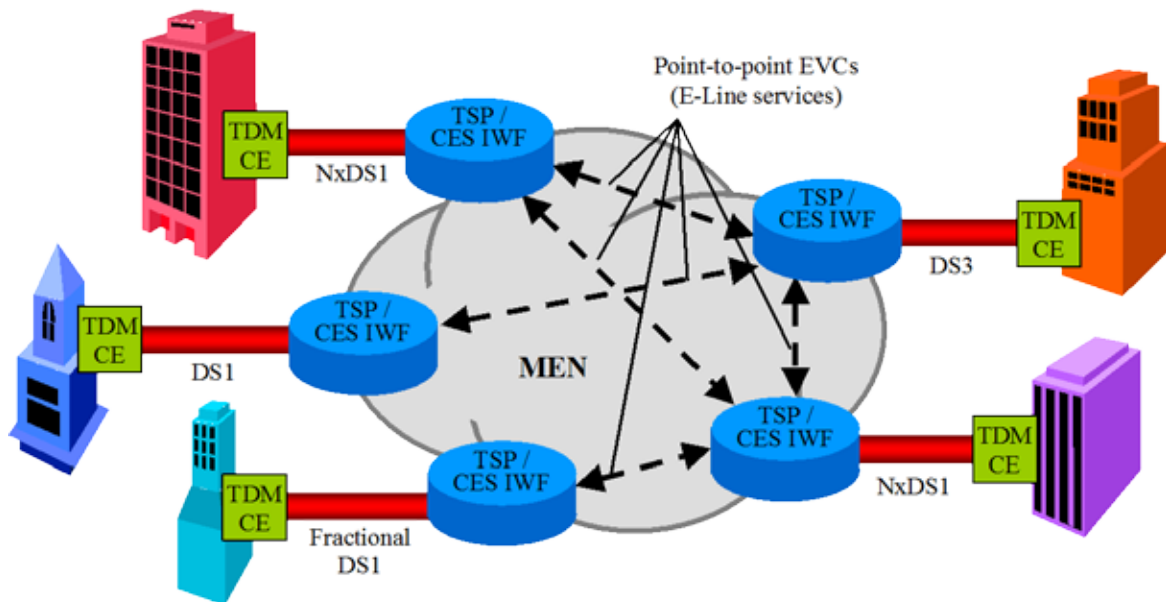 Point-to-point EVCs
(E-Line services)
TDM
CE
NxDS1
TSP /
CES IWF
TSP /
CES IWF
DS3
TDM
CE
TDM
CE
DS1
TSP /
CES IWF
MEN
TSP /
CES IWF
NxDS1
TDM
CE
TDM
CE
Fractional
DS1
TSP /
CES IWF